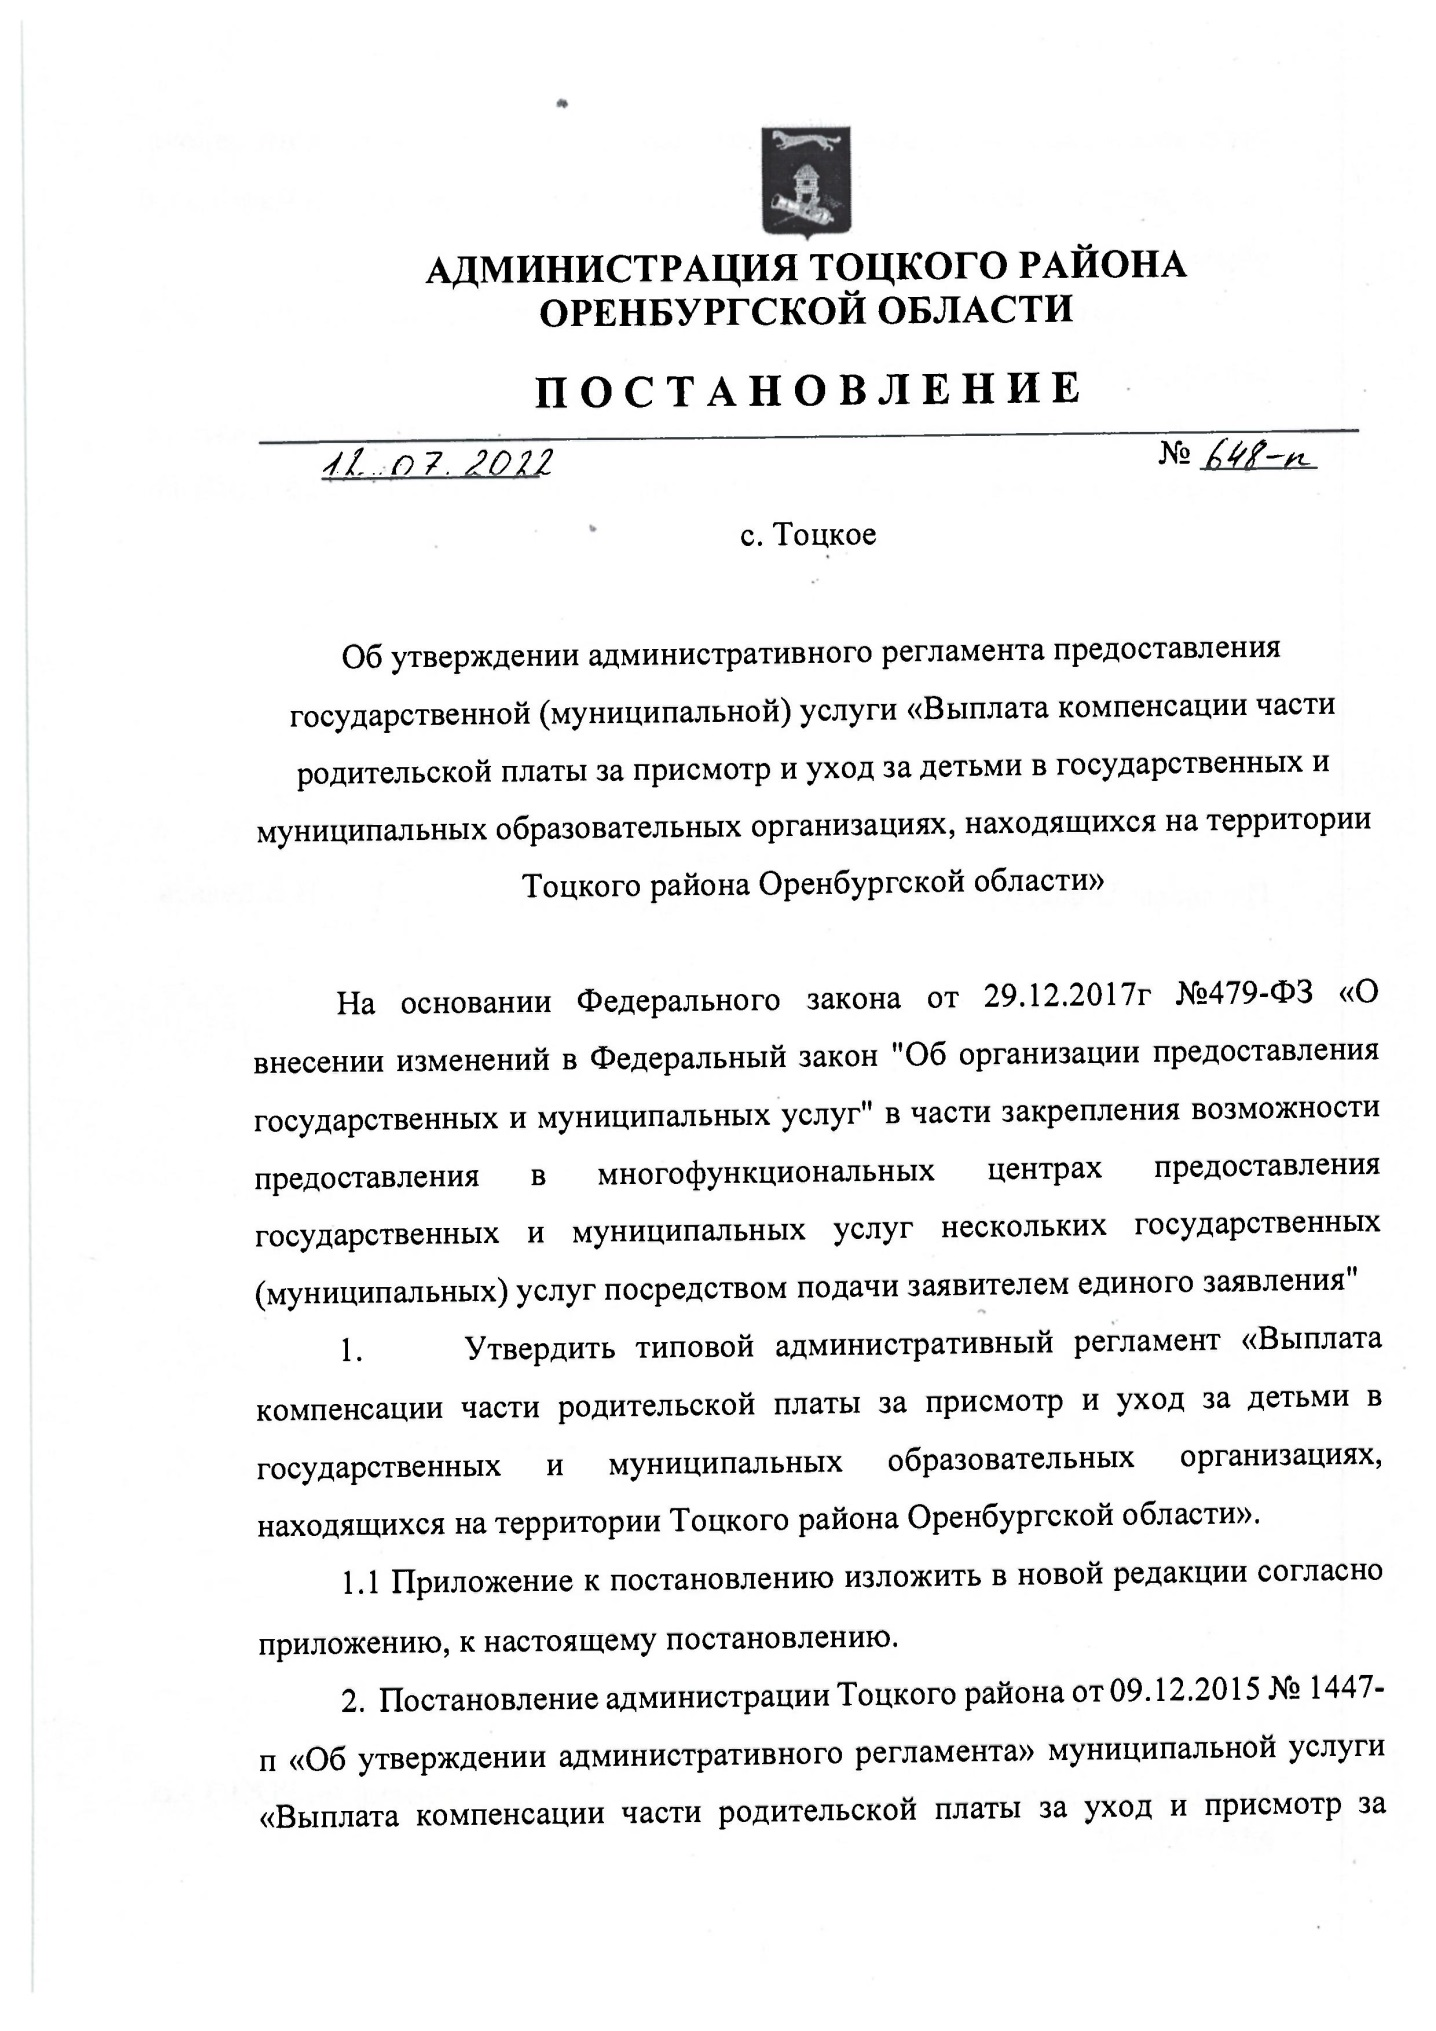 АДМИНИСТРАЦИЯ ТОЦКОГО РАЙОНА
ОРЕНБУРГСКОЙ ОБЛАСТИ
П О С Т А Н О В Л Е Н И Е
12.07.2022 № 648-п
с. Тоцкое
Об утверждении административного регламента предоставления
государственной (муниципальной) услуги «Выплата компенсации части
родительской платы за присмотр и уход за детьми в государственных и
муниципальных образовательных организациях, находящихся на территории
Тоцкого района Оренбургской области»
На основании Федерального закона от 29.12.2017г №479-ФЗ «О
внесении изменений в Федеральный закон "Об организации предоставления
государственных и муниципальных услуг" в части закрепления возможности
предоставления в многофункциональных центрах предоставления
государственных и муниципальных услуг нескольких государственных
(муниципальных) услуг посредством подачи заявителем единого заявления"
1. Утвердить типовой административный регламент «Выплата
компенсации части родительской платы за присмотр и уход за детьми в
государственных и муниципальных образовательных организациях,
находящихся на территории Тоцкого района Оренбургской области».
1.1 Приложение к постановлению изложить в новой редакции согласно
приложению, к настоящему постановлению.
2. Постановление администрации Тоцкого района от 09.12.2015 № 1447-
п «Об утверждении административного регламента» муниципальной услуги
«Выплата компенсации части родительской платы за уход и присмотр за